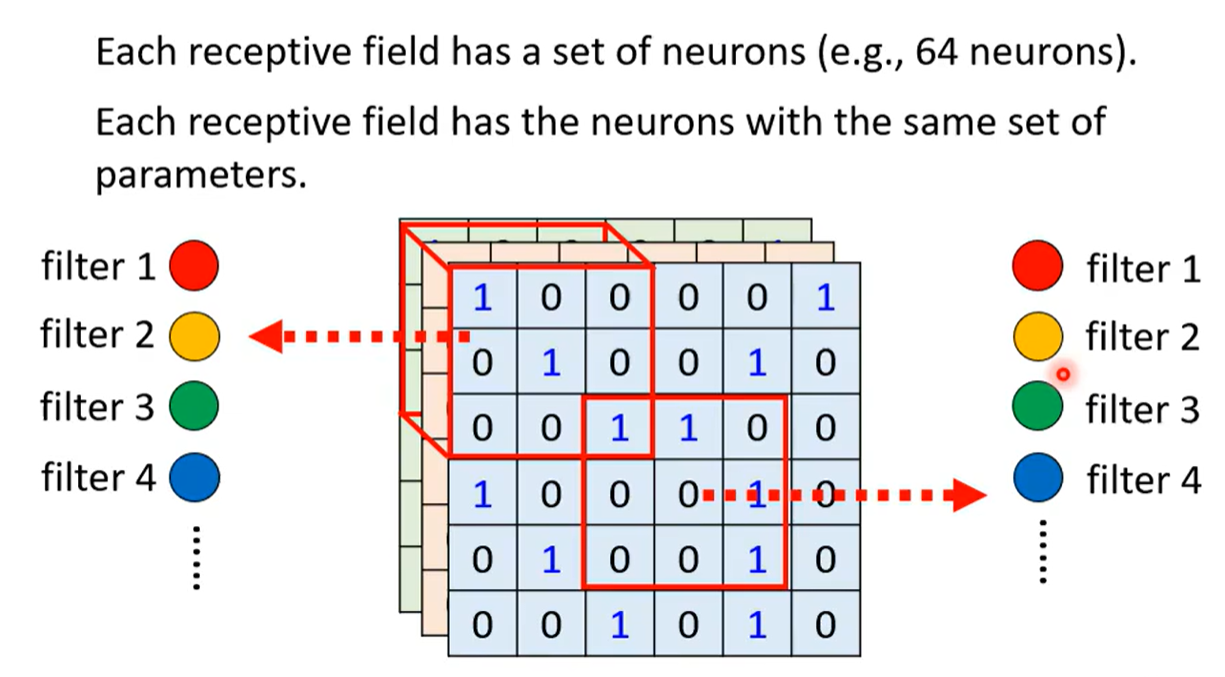 Each receptive field has a set of neurons (e.g., 64 neurons).
Each receptive field has the neurons with the same set of
parameters.
filter 1
filter 2
filter 3
filter 4
1 0 0 0 0 1
0 1 0 0 1 0
0 0 1 1 0 0
1 0 0 0 1 0
0 1 0 0 1 0
0 0 1 0 1 0
filter 1
filter 2
filter 3
filter 4